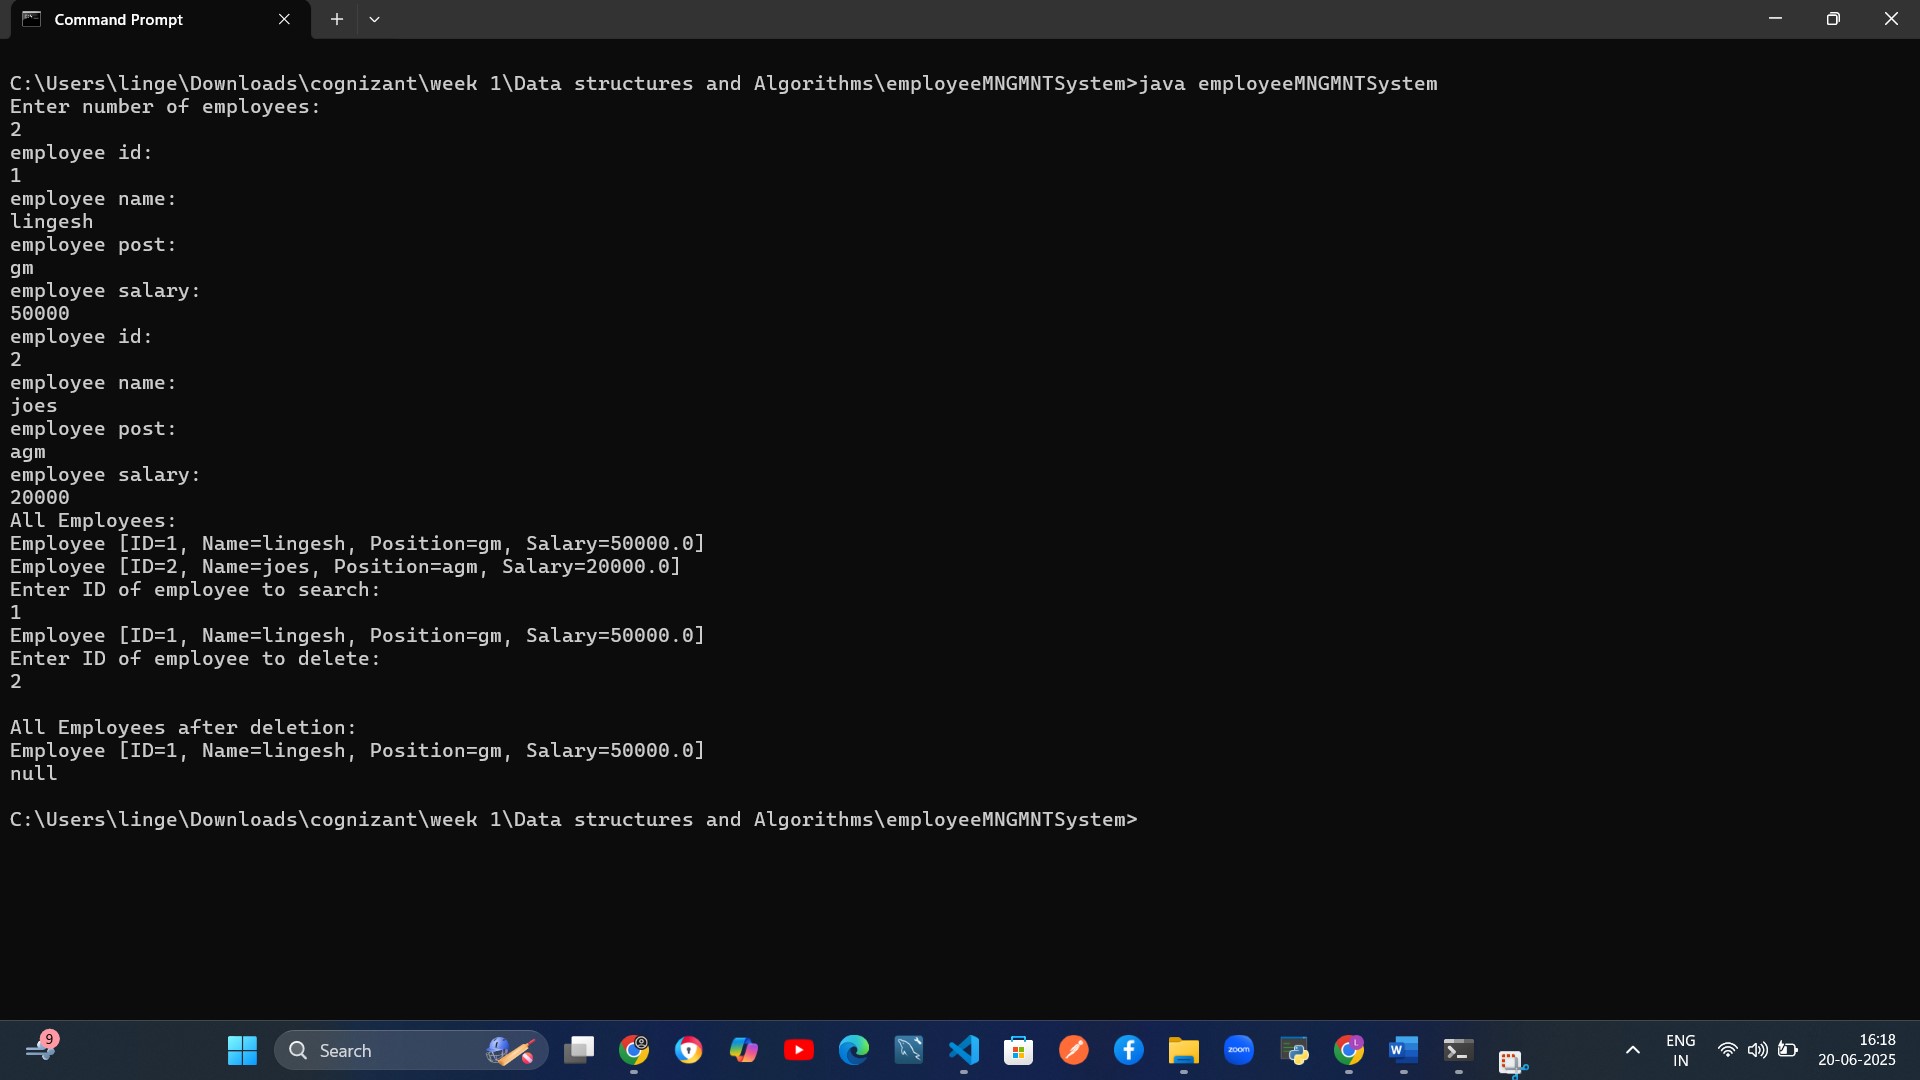 Command Prompt
C:\Users\linge\Downloads\cognizant\week 1\Data structures and Algorithms\employeeMNGMNTSystem>java employeeMNGMNTSystem
Enter number of employees:
2
employee id:
1
employee name:
lingesh
employee post:
gm
employee salary:
50000
employee id:
2
employee name:
joes
employee post:
agm
employee salary:
20000
All Employees:
Employee [ID=1, Name=lingesh, Position=gm, Salary=50000.0]
Employee [ID=2, Name=joes, Position=agm, Salary=20000.0]
Enter ID of employee to search:
1
Employee [ID=1, Name=lingesh, Position=gm, Salary=50000.0]
Enter ID of employee to delete:
2
All Employees after deletion:
Employee [ID=1, Name=lingesh, Position=gm, Salary=50000.0]
null
C:\Users\linge\Downloads\cognizant\week 1\Data structures and Algorithms\employeeMNGMNTSystem>
9
Search
zoom
L
W
ENG
IN
16:18
20-06-2025